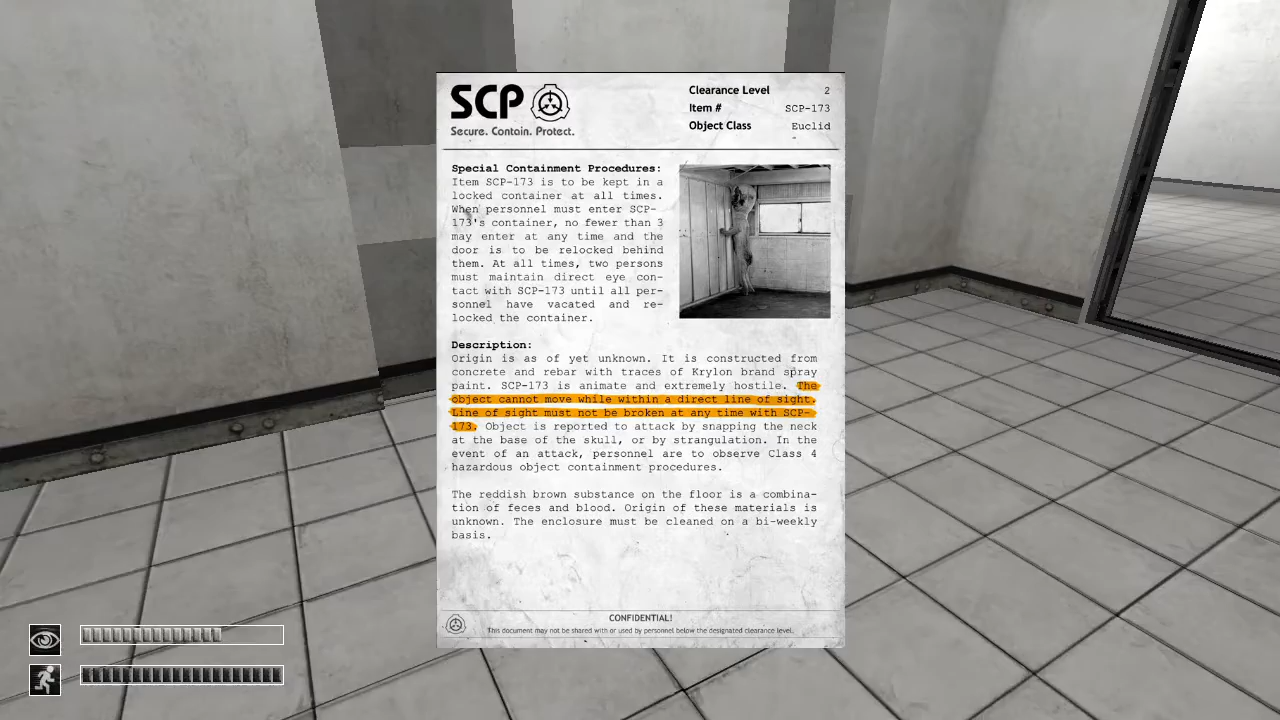 SCP
Secure. Contain. Protect.
Clearance Level 2
Item # SCP-173
Object Class Euclid
Special Containment Procedures:
Item SCP-173 is to be kept in a
locked container at all times.
When personnel must enter SCP-
173's container, no fewer than 3
may enter at any time and the
door is to be relocked behind
them. At all times, two persons
must maintain direct eye con-
tact with SCP-173 until all per-
sonnel have vacated and re-
locked the container.
Description:
Origin is as of yet unknown. It is constructed from
concrete and rebar with traces of Krylon brand spray
paint. SCP-173 is animate and extremely hostile. The
object cannot move while within a direct line of sight.
Line of sight must not be broken at any time with SCP-
173. Object is reported to attack by snapping the neck
at the base of the skull, or by strangulation. In the
event of an attack, personnel are to observe Class 4
hazardous object containment procedures.
The reddish brown substance on the floor is a combina-
tion of feces and blood. Origin of these materials is
unknown. The enclosure must be cleaned on a bi-weekly
basis.
CONFIDENTIAL!
This document may not be shared with or used by personnel below the designated clearance level.